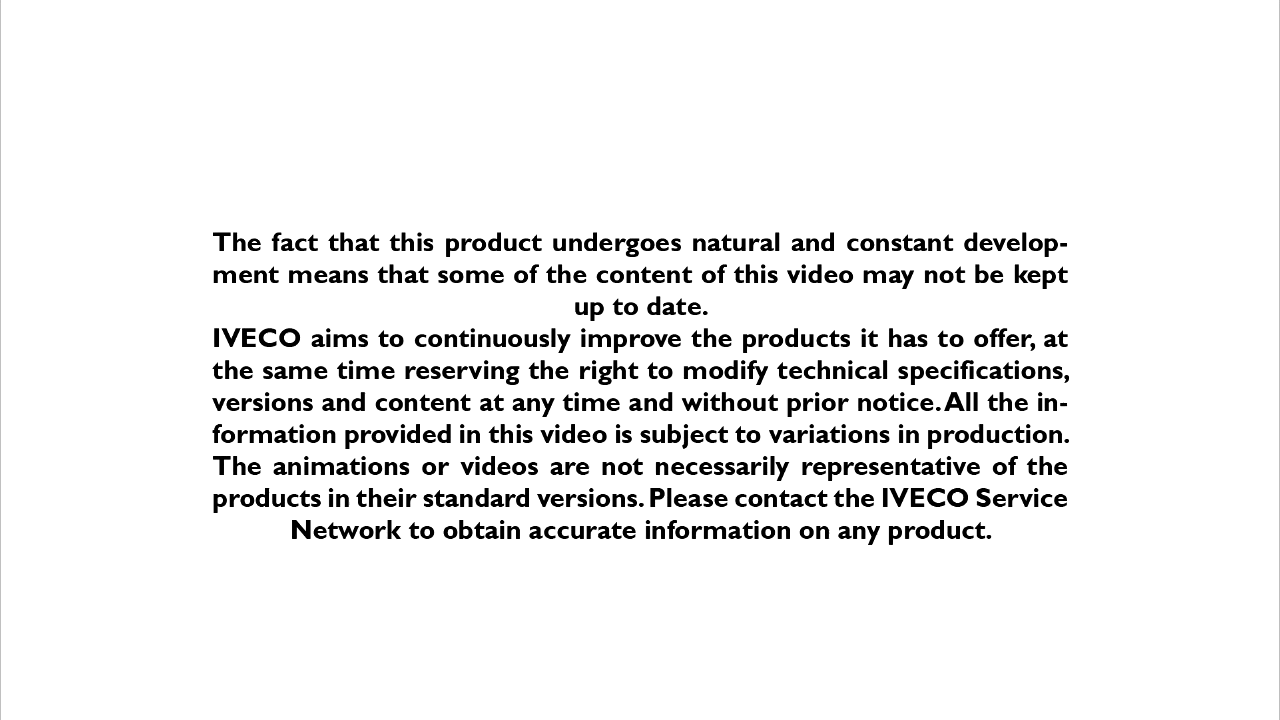 The fact that this product undergoes natural and constant develop-
ment means that some of the content of this video may not be kept
up to date.
IVECO aims to continuously improve the products it has to offer, at
the same time reserving the right to modify technical specifications,
versions and content at any time and without prior notice. All the in-
formation provided in this video is subject to variations in production.
The animations or videos are not necessarily representative of the
products in their standard versions. Please contact the IVECO Service
Network to obtain accurate information on any product.